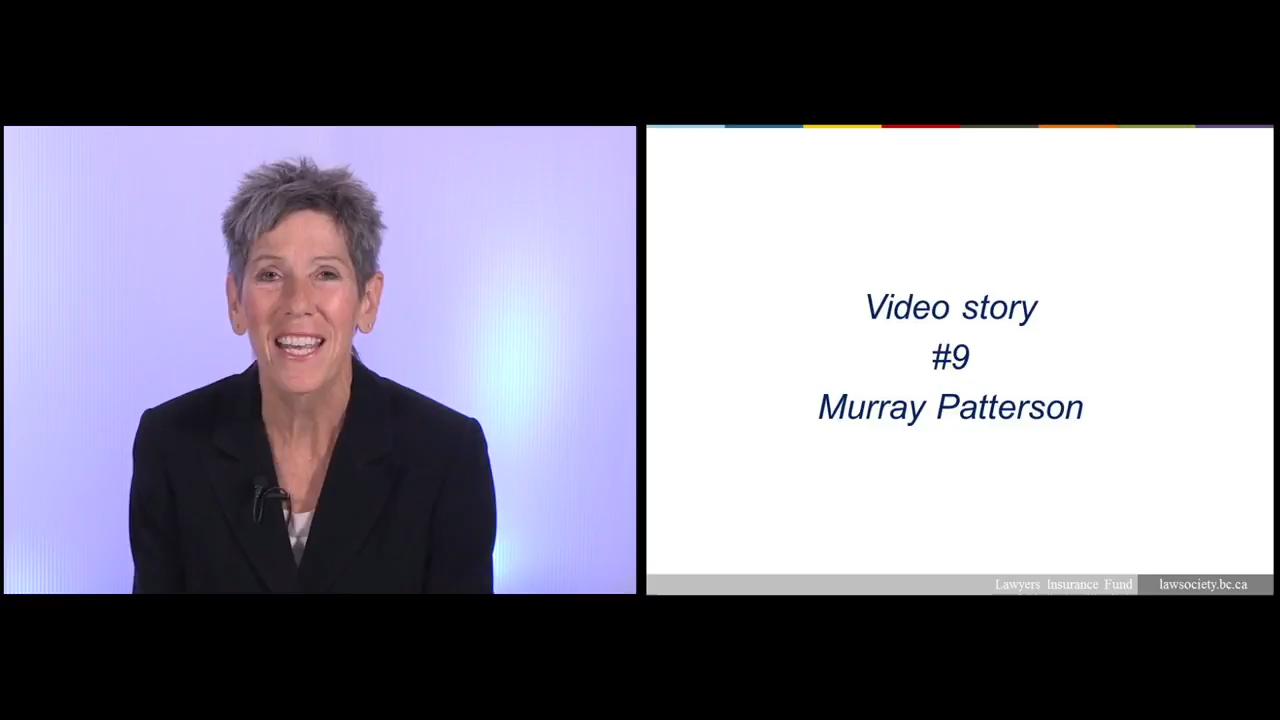 Video story
#9
Murray Patterson
Lawyers Insurance Fund
lawsociety.bc.ca